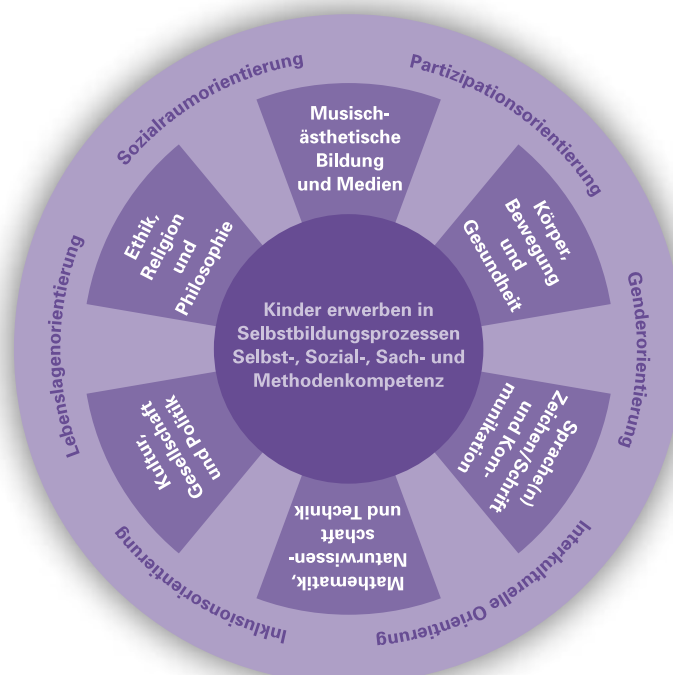 Sozialraumorientierung
Partizipationsorientierung
Genderorientierung
Interkulturelle Orientierung
Inklusionsorientierung
Lebenslagenorientierung
Musisch-
ästhetische
Bildung
und Medien
Körper,
Bewegung
und
Gesundheit
Sprache(n)
Zeichen/Schrift
und Kom-
munikation
Mathematik,
Naturwissen-
schaft
und Technik
Kultur,
Gesellschaft
und Politik
Ethik,
Religion
und
Philosophie
Kinder erwerben in
Selbstbildungsprozessen
Selbst-, Sozial-, Sach- und
Methodenkompetenz